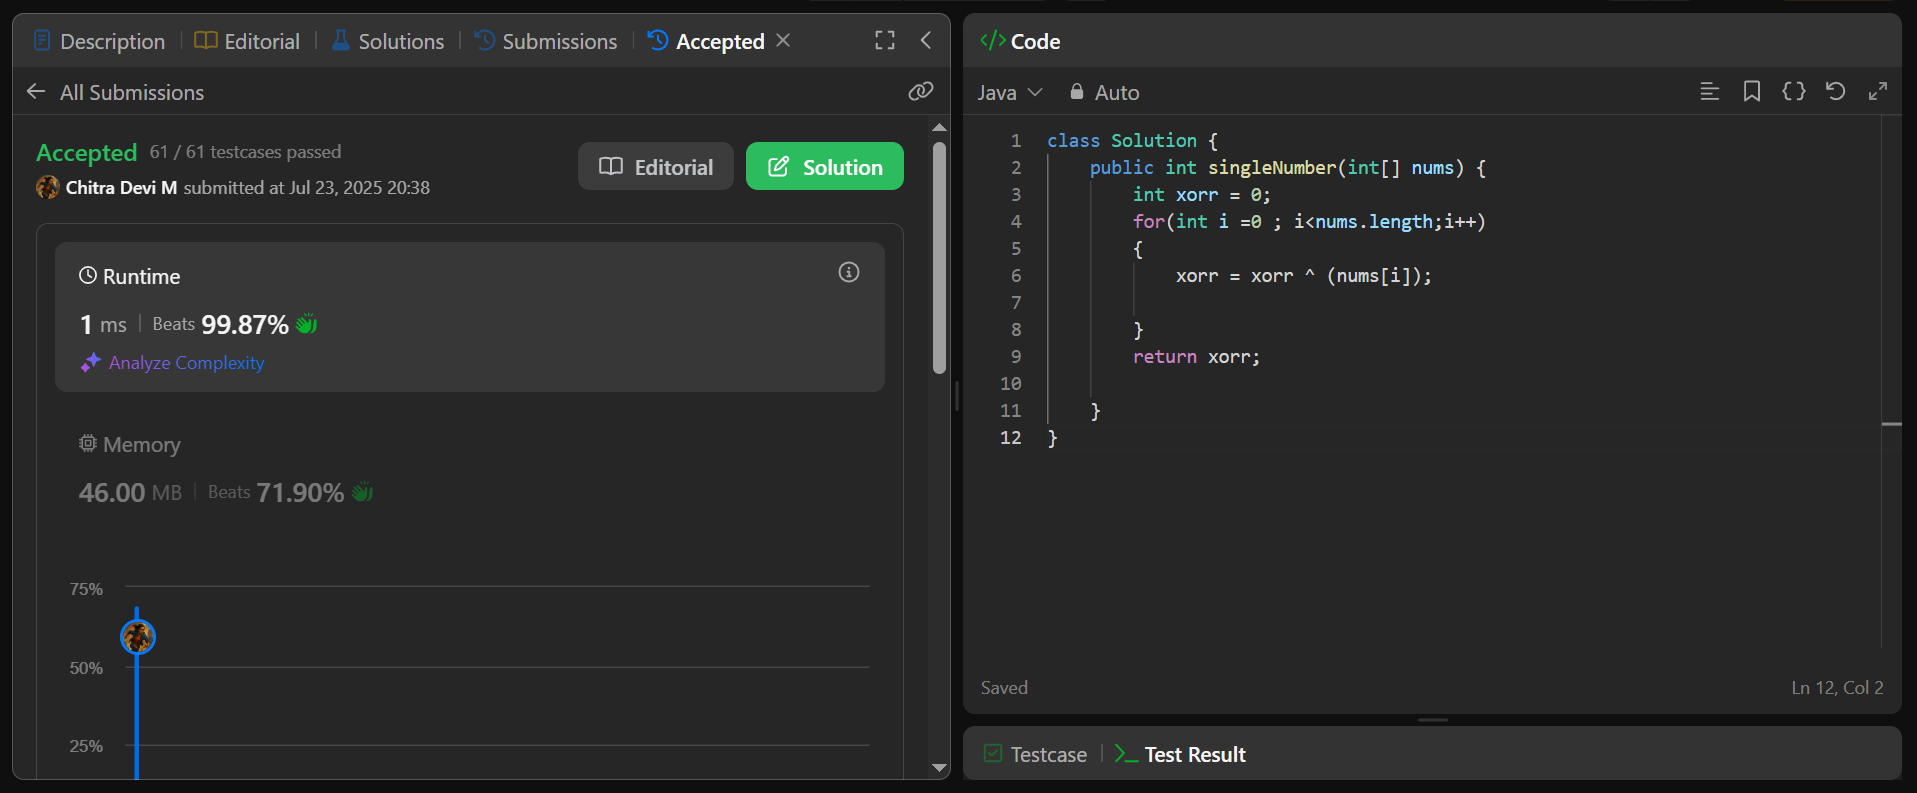 Description | Editorial | Solutions | Submissions | Accepted
All Submissions
Accepted 61 / 61 testcases passed
Chitra Devi M submitted at Jul 23, 2025 20:38
Editorial
Solution
Runtime
1 ms | Beats 99.87%
Analyze Complexity
Memory
46.00 MB | Beats 71.90%
75%
50%
25%
</> Code
Java
Auto
{}
1 class Solution {
2     public int singleNumber(int[] nums) {
3         int xorr = 0;
4         for(int i =0 ; i<nums.length;i++)
5         {
6             xorr = xorr ^ (nums[i]);
7
8         }
9         return xorr;
10
11     }
12 }
Saved
Ln 12, Col 2
Testcase | >_ Test Result